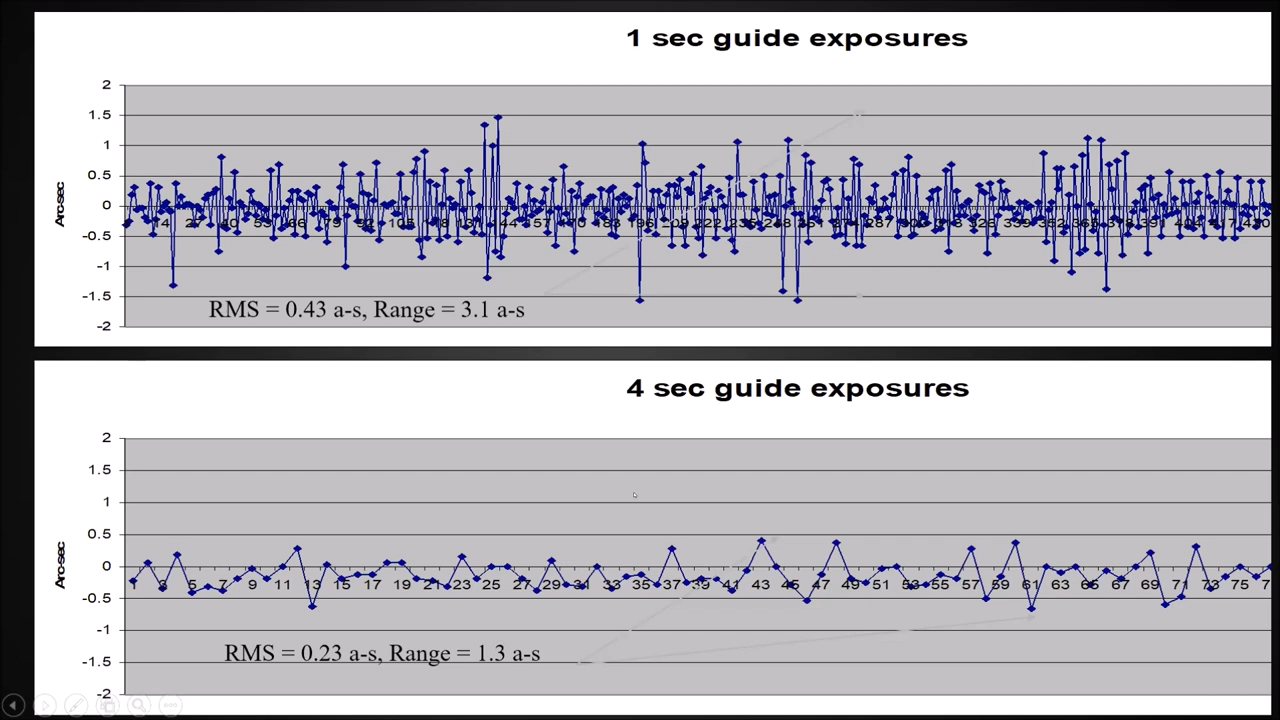 1 sec guide exposures
2
1.5
1
0.5
0
-0.5
-1
-1.5
-2
Arc-sec
RMS = 0.43 a-s, Range = 3.1 a-s
4 sec guide exposures
2
1.5
1
0.5
0
-0.5
-1
-1.5
-2
Arc-sec
1 3 5 7 9 11 13 15 17 19 21 23 25 27 29 31 33 35 37 39 41 43 45 47 49 51 53 55 57 59 61 63 65 67 69 71 73 75
RMS = 0.23 a-s, Range = 1.3 a-s